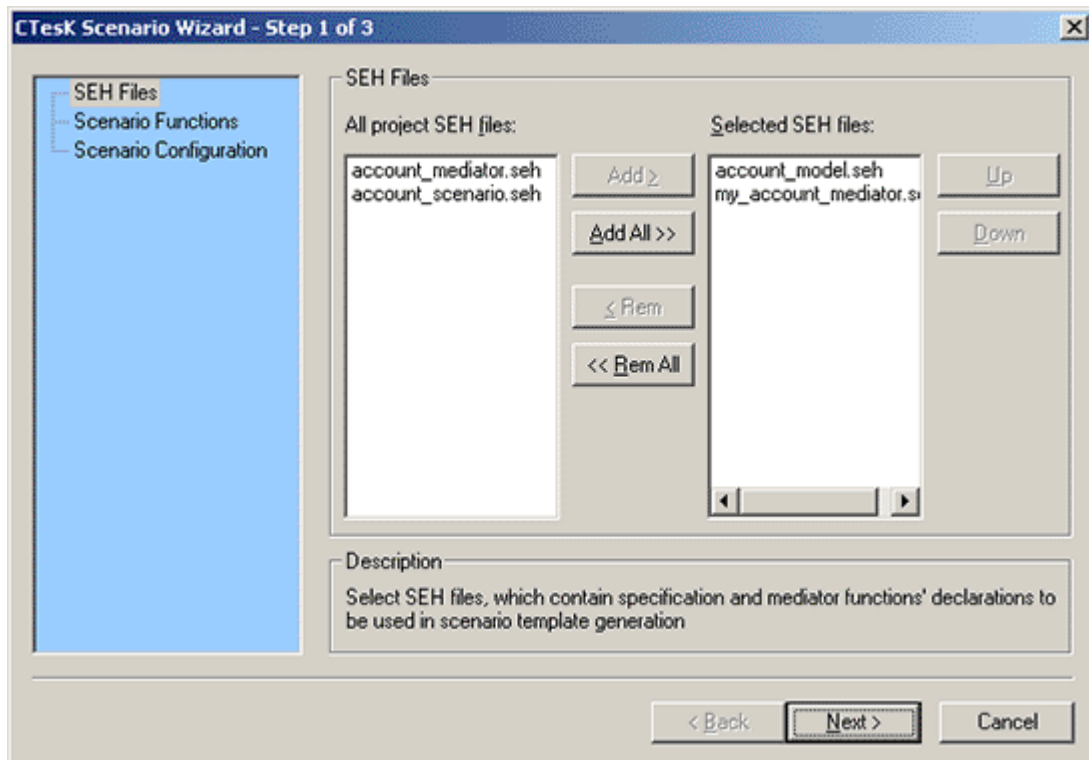 CTesK Scenario Wizard - Step 1 of 3
SEH Files
Scenario Functions
Scenario Configuration
SEH Files
All project SEH files:
account_mediator.seh
account_scenario.seh
Add >
Add All >>
< Rem
<< Rem All
Selected SEH files:
account_model.seh
my_account_mediator.s
Up
Down
Description
Select SEH files, which contain specification and mediator functions' declarations to
be used in scenario template generation
< Back
Next >
Cancel